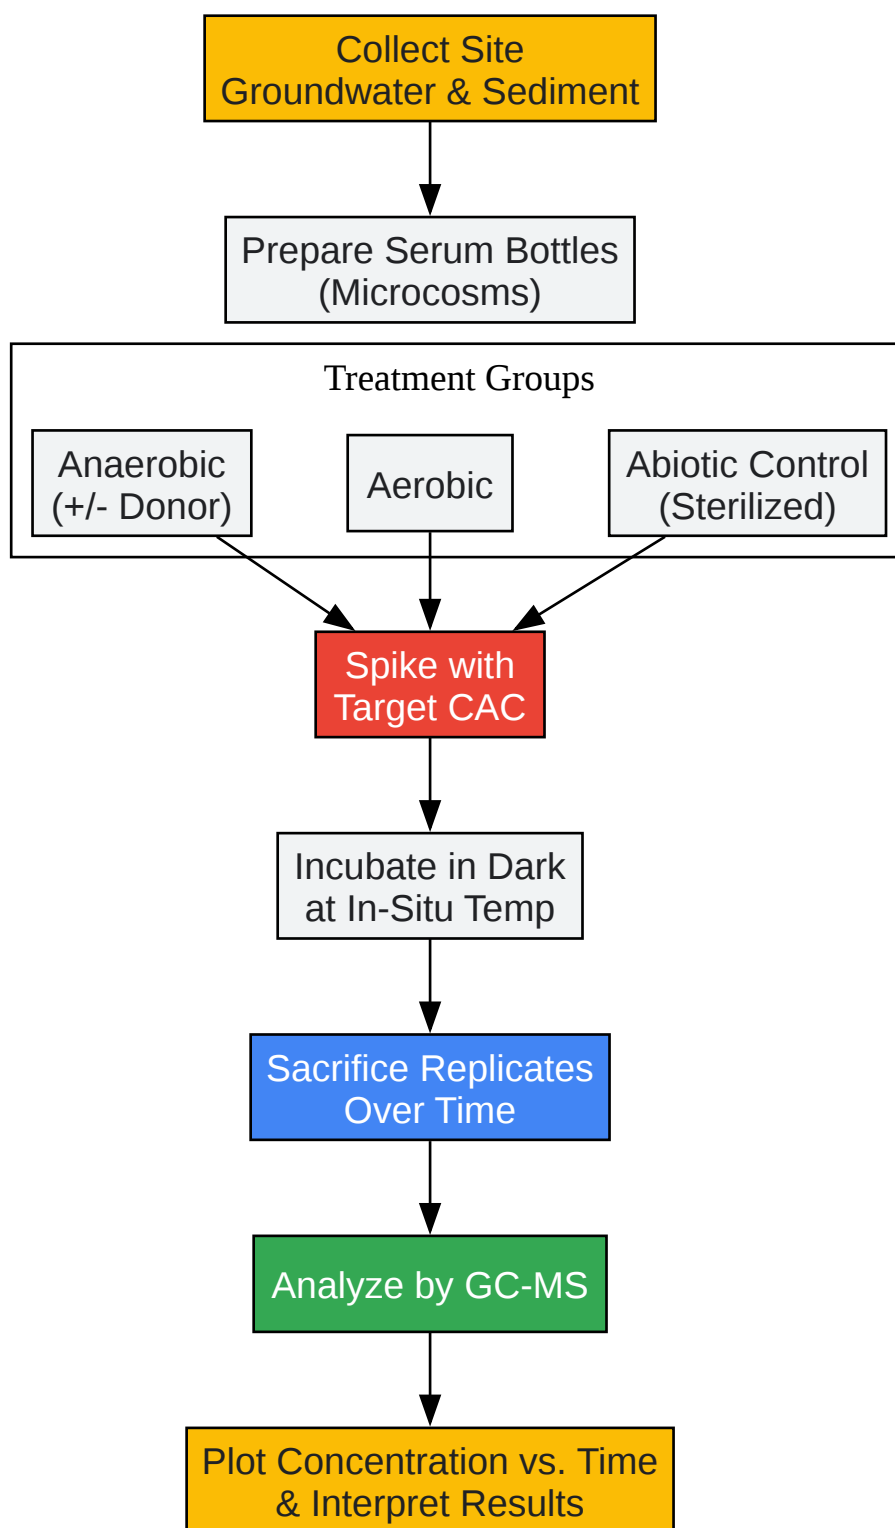 Collect Site
Groundwater & Sediment
Prepare Serum Bottles
(Microcosms)
Treatment Groups
Anaerobic
(+/- Donor)
Aerobic
Abiotic Control
(Sterilized)
Spike with
Target CAC
Incubate in Dark
at In-Situ Temp
Sacrifice Replicates
Over Time
Analyze by GC-MS
Plot Concentration vs. Time
& Interpret Results